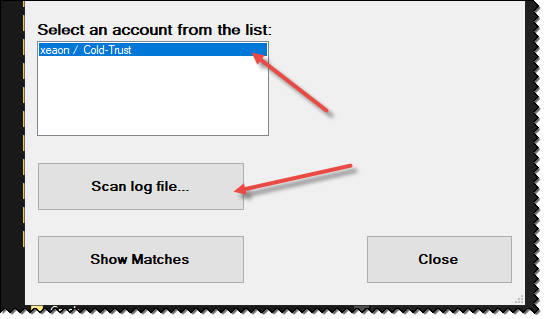 Select an account from the list:
xeaon / Cold-Trust
Scan log file...
Show Matches
Close